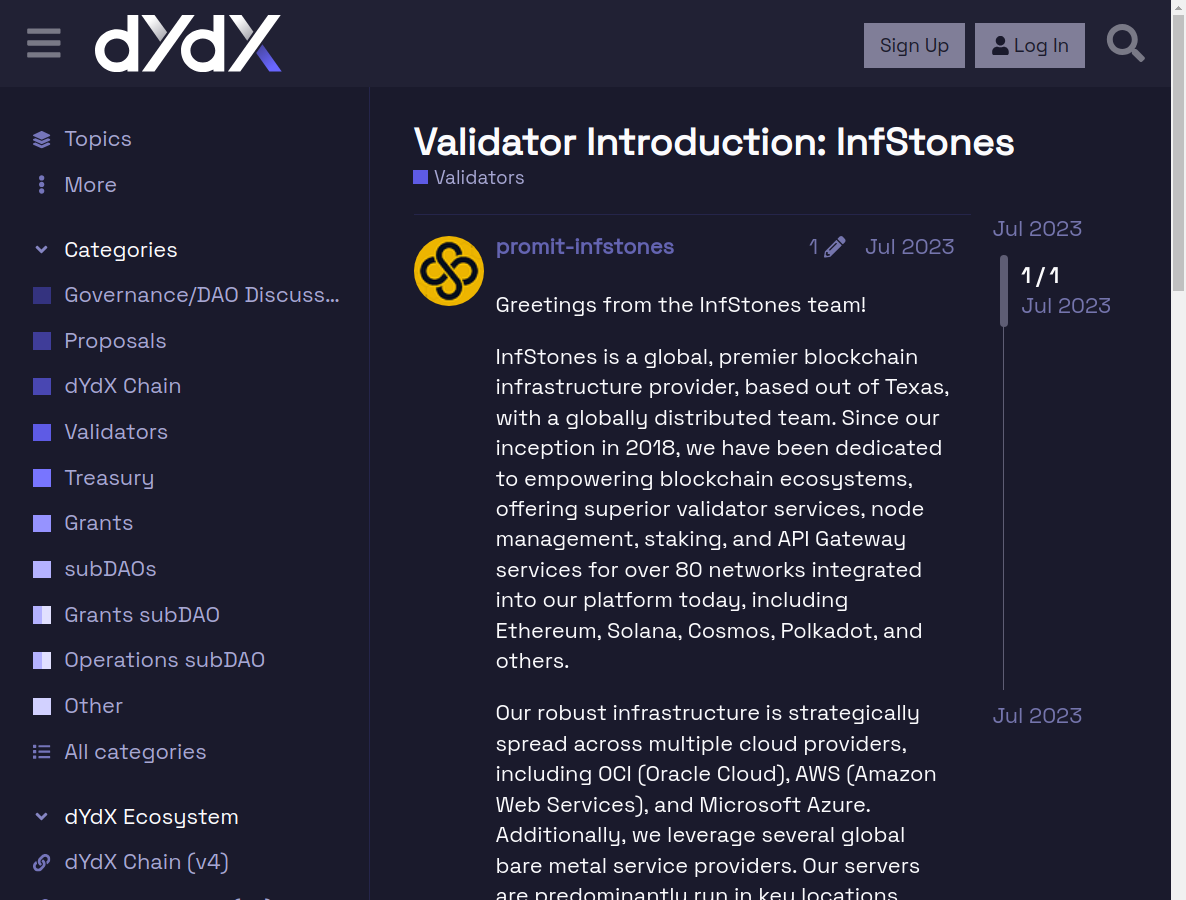 dYdX
Sign Up
Log In
Topics
More
Categories
Governance/DAO Discuss...
Proposals
dYdX Chain
Validators
Treasury
Grants
subDAOs
Grants subDAO
Operations subDAO
Other
All categories
dYdX Ecosystem
dYdX Chain (v4)
Validator Introduction: InfStones
Validators
promit-infstones
1
Jul 2023
Greetings from the InfStones team!
InfStones is a global, premier blockchain
infrastructure provider, based out of Texas,
with a globally distributed team. Since our
inception in 2018, we have been dedicated
to empowering blockchain ecosystems,
offering superior validator services, node
management, staking, and API Gateway
services for over 80 networks integrated
into our platform today, including
Ethereum, Solana, Cosmos, Polkadot, and
others.
Our robust infrastructure is strategically
spread across multiple cloud providers,
including OCI (Oracle Cloud), AWS (Amazon
Web Services), and Microsoft Azure.
Additionally, we leverage several global
bare metal service providers. Our servers
are predominantly run in key locations
Jul 2023
1 / 1
Jul 2023
Jul 2023